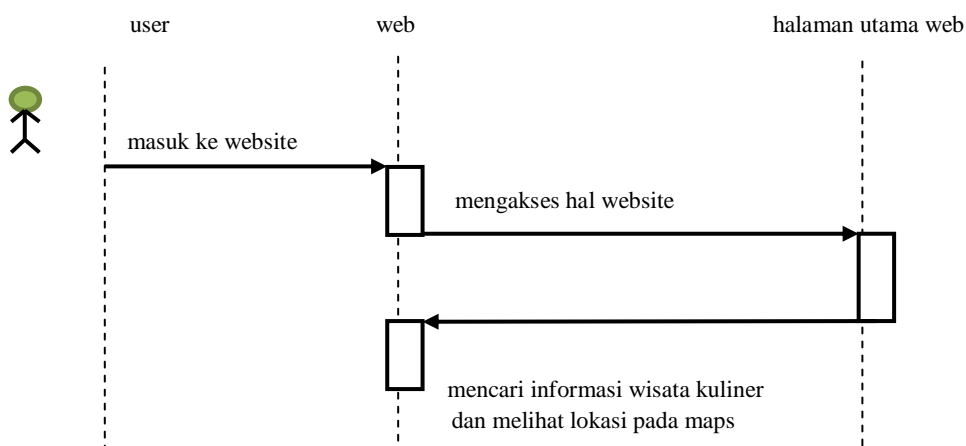 user
web
halaman utama web
masuk ke website
mengakses hal website
mencari informasi wisata kuliner
dan melihat lokasi pada maps